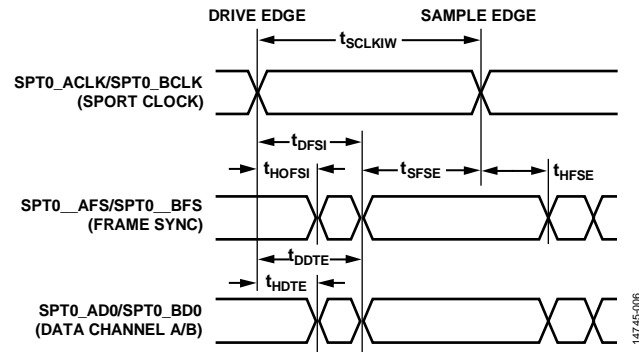 DRIVE EDGE
SAMPLE EDGE
tSCLKIW
SPT0_ACLK/SPT0_BCLK
(SPORT CLOCK)
tDFSI
tHOFSI
tSFSE
tHFSE
SPT0__AFS/SPT0__BFS
(FRAME SYNC)
tDDTE
tHDTE
SPT0_AD0/SPT0_BD0
(DATA CHANNEL A/B)
14745-006